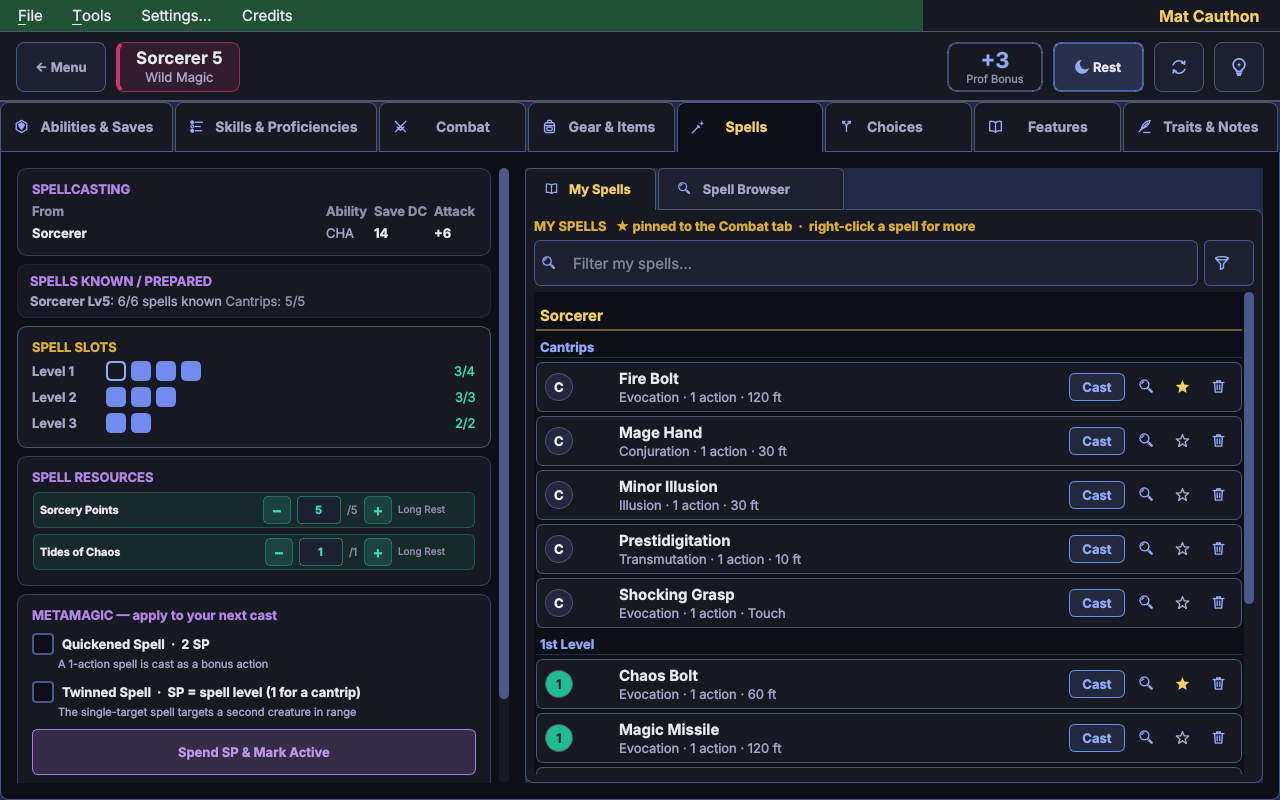 File Tools Settings... Credits
Mat Cauthon
← Menu
Sorcerer 5
Wild Magic
+3
Prof Bonus
Rest
Abilities & Saves
Skills & Proficiencies
Combat
Gear & Items
Spells
Choices
Features
Traits & Notes
SPELLCASTING
From Ability Save DC Attack
Sorcerer CHA 14 +6
SPELLS KNOWN / PREPARED
Sorcerer Lv5: 6/6 spells known Cantrips: 5/5
SPELL SLOTS
Level 1 3/4
Level 2 3/3
Level 3 2/2
SPELL RESOURCES
Sorcery Points − 5 /5 + Long Rest
Tides of Chaos − 1 /1 + Long Rest
METAMAGIC — apply to your next cast
Quickened Spell · 2 SP
A 1-action spell is cast as a bonus action
Twinned Spell · SP = spell level (1 for a cantrip)
The single-target spell targets a second creature in range
Spend SP & Mark Active
My Spells
Spell Browser
MY SPELLS ★ pinned to the Combat tab · right-click a spell for more
Filter my spells...
Sorcerer
Cantrips
C Fire Bolt Cast
Evocation · 1 action · 120 ft
C Mage Hand Cast
Conjuration · 1 action · 30 ft
C Minor Illusion Cast
Illusion · 1 action · 30 ft
C Prestidigitation Cast
Transmutation · 1 action · 10 ft
C Shocking Grasp Cast
Evocation · 1 action · Touch
1st Level
1 Chaos Bolt Cast
Evocation · 1 action · 60 ft
1 Magic Missile Cast
Evocation · 1 action · 120 ft